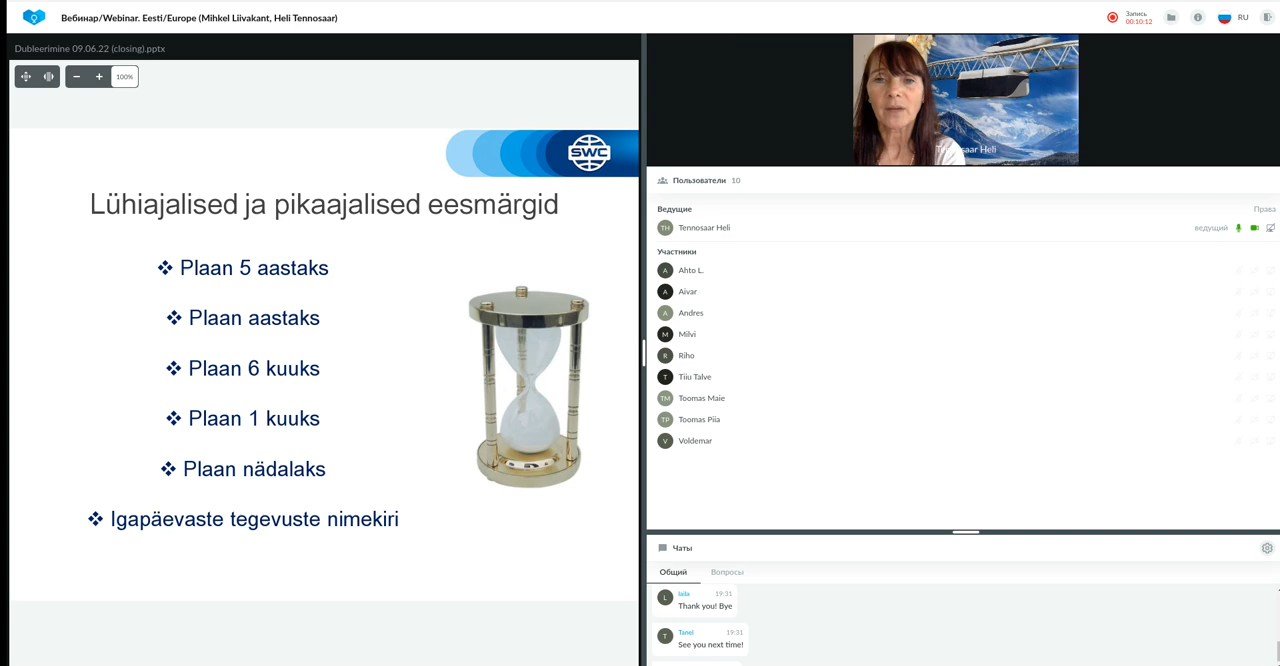 Вебинар/Webinar. Eesti/Europe (Mihkel Liivakant, Heli Tennosaar)
Запись
00:10:12
RU
Dubleerimine 09.06.22 (closing).pptx
100%
SWC
Lühiajalised ja pikaajalised eesmärgid
❖ Plaan 5 aastaks
❖ Plaan aastaks
❖ Plaan 6 kuuks
❖ Plaan 1 kuuks
❖ Plaan nädalaks
❖ Igapäevaste tegevuste nimekiri
Tennosaar Heli
Пользователи 10
Ведущие Права
TH Tennosaar Heli ведущий
Участники
A Ahto L.
A Aivar
A Andres
M Milvi
R Riho
T Tiiu Talve
TM Toomas Maie
TP Toomas Piia
V Voldemar
Чаты
Общий Вопросы
L laila 19:31
Thank you! Bye
T Tanel 19:31
See you next time!